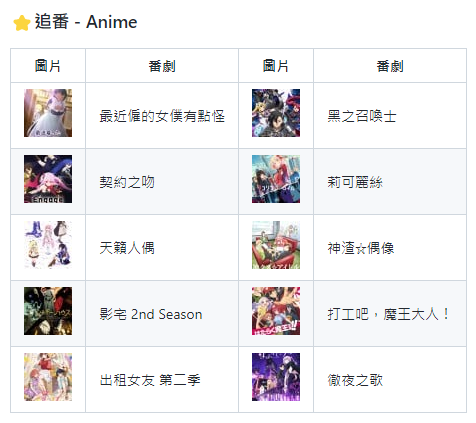 追番 - Anime
圖片 番劇 圖片 番劇
最近僱的女僕有點怪 黑之召喚士
Engage
契約之吻 莉可麗絲
天籟人偶 神渣☆偶像
影宅 2nd Season 打工吧，魔王大人！
出租女友 第二季 徹夜之歌